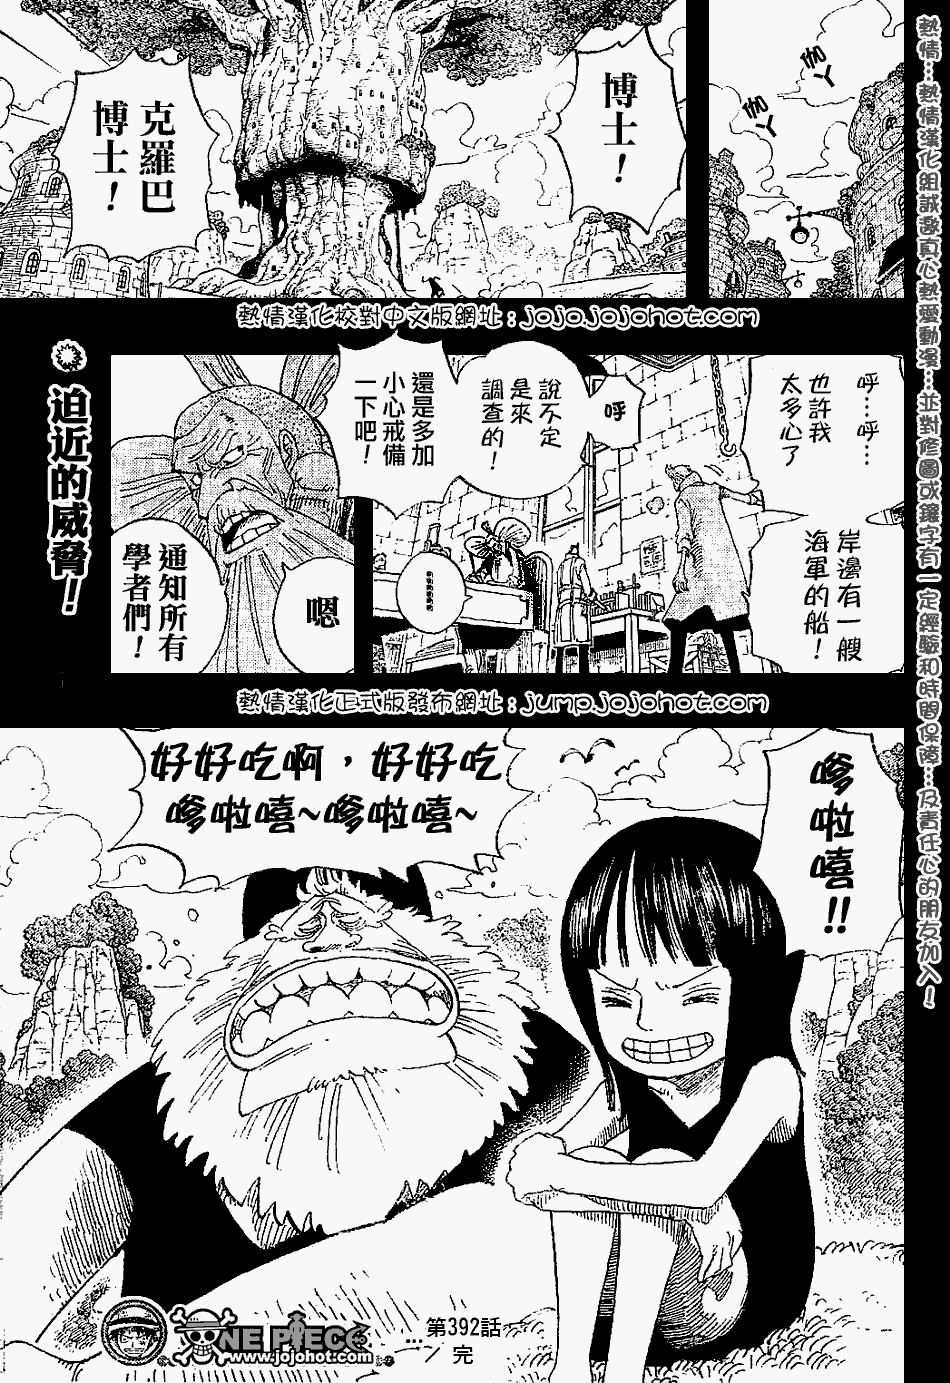 咖
丫
咖
丫
博士！
克羅巴
博士！
熱情漢化校對中文版網址：jojo.jojohot.com
呼…呼…
也許我
太多心了
岸邊有一艘
海軍的船！
呼
說不定
是來
調查的！
還是多加
小心戒備
一下吧！
嗯
通知所有
學者們！
迫近的威脅！
熱情漢化正式版發布網址：jump.jojohot.com
嗲啦嘻!!
好好吃啊，好好吃
嗲啦嘻~嗲啦嘻~
ONE PIECE
www.jojohot.com
… 第392話
／ 完
熱情…熱情漢化組誠邀真心熱愛動漫…並對修圖或鑲字有一定經驗和時間保障…及責任心的朋友加入！